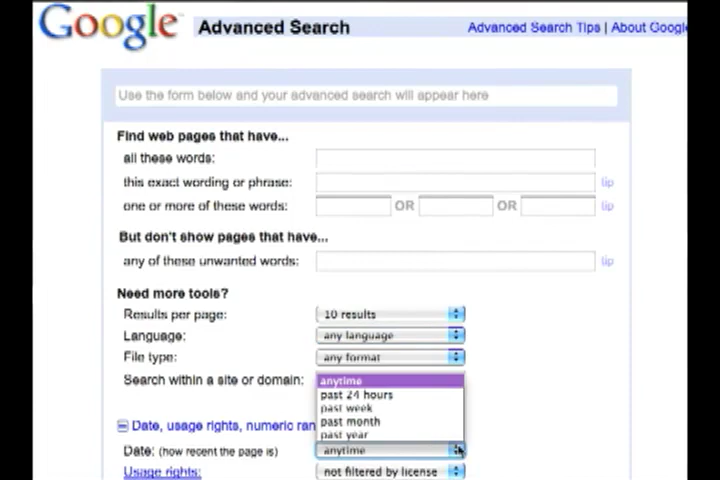 Google Advanced Search Advanced Search Tips | About Googl
Use the form below and your advanced search will appear here
Find web pages that have...
all these words:
this exact wording or phrase: tip
one or more of these words: OR OR tip
But don't show pages that have...
any of these unwanted words: tip
Need more tools?
Results per page: 10 results
Language: any language
File type: any format
Search within a site or domain: anytime
past 24 hours
past week
past month
Date, usage rights, numeric ran past year
Date: (how recent the page is) anytime
Usage rights: not filtered by license